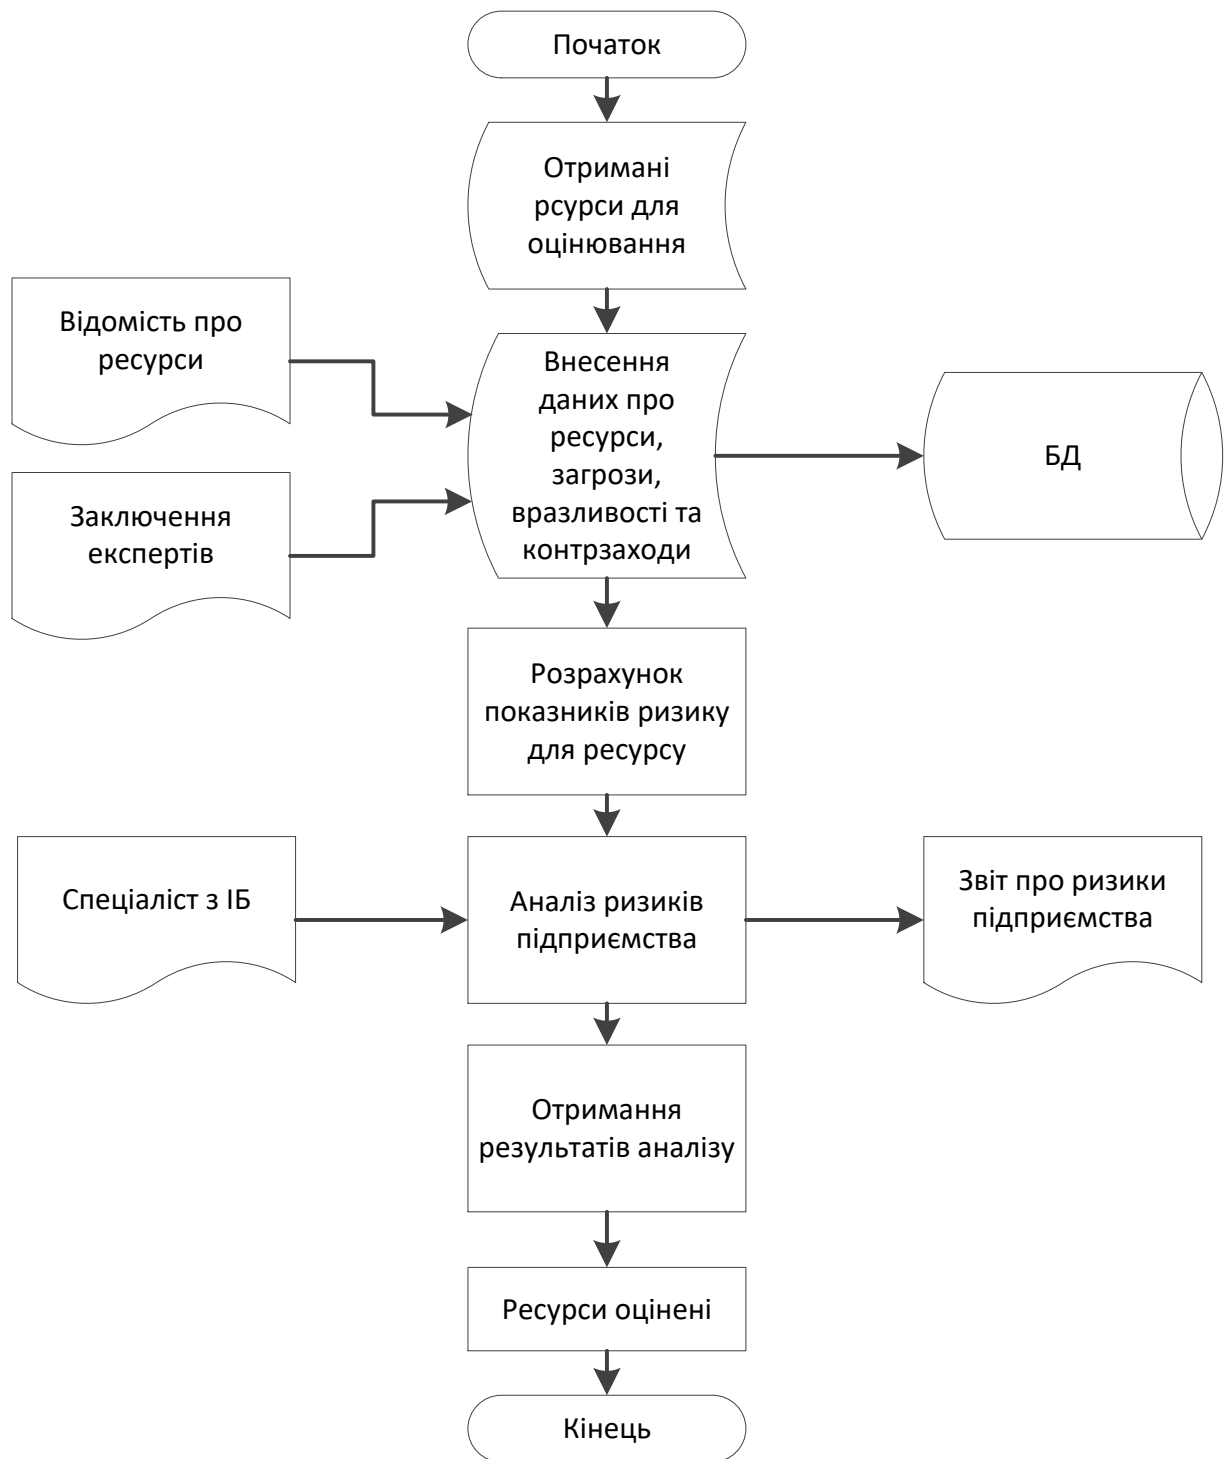 Початок
Отримані
рсурси для
оцінювання
Відомість про
ресурси
Внесення
даних про
ресурси,
загрози,
вразливості та
контрзаходи
БД
Заключення
експертів
Розрахунок
показників ризику
для ресурсу
Спеціаліст з ІБ
Аналіз ризиків
підприємства
Звіт про ризики
підприємства
Отримання
результатів аналізу
Ресурси оцінені
Кінець